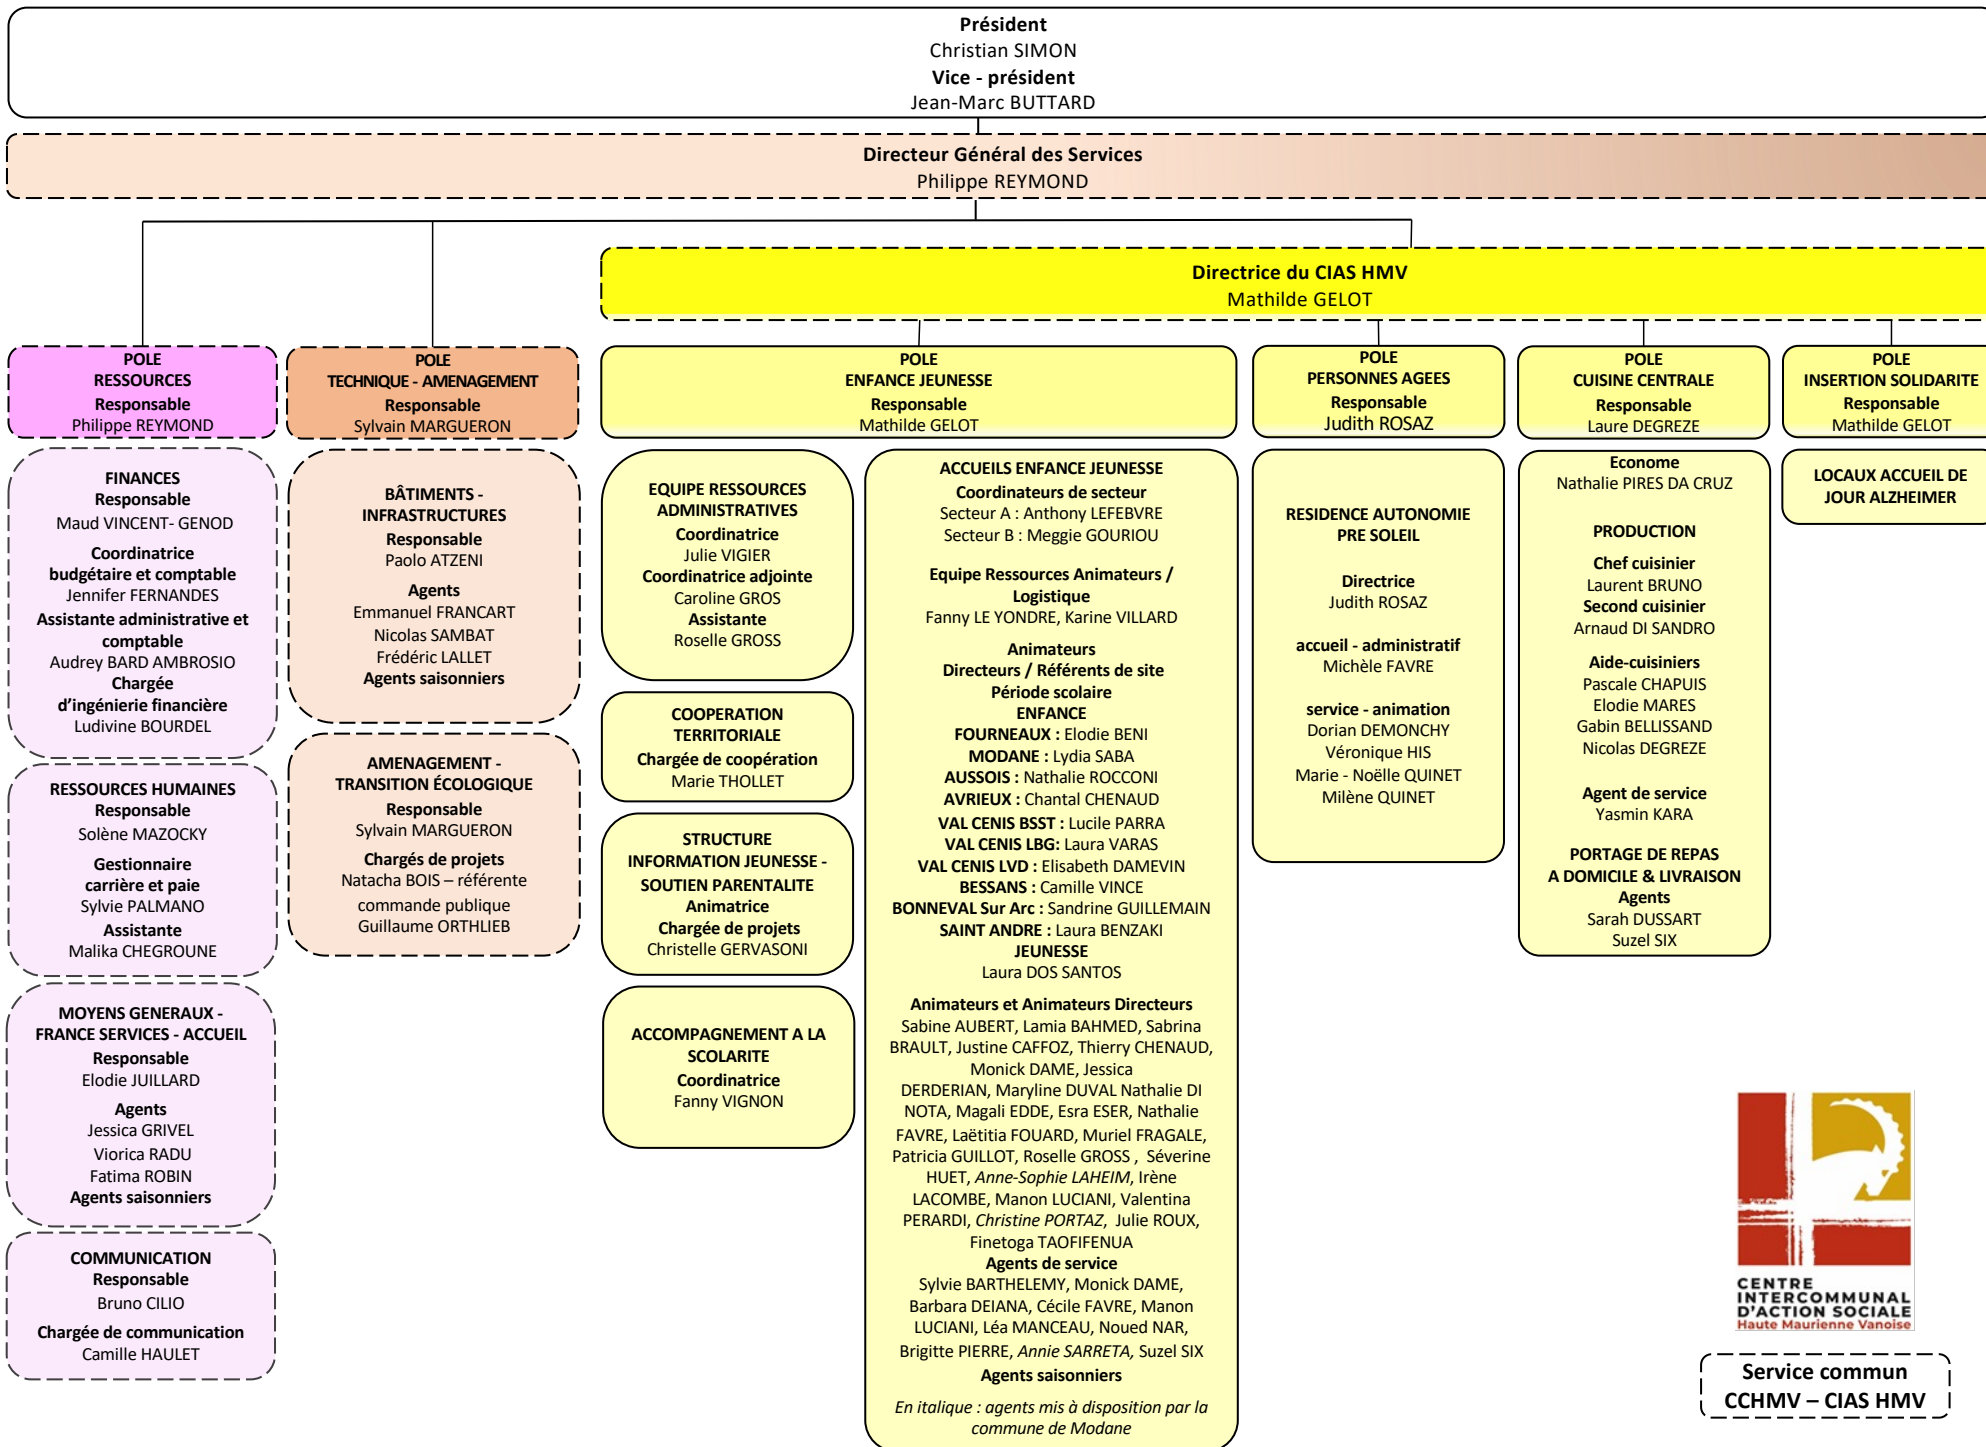 Président
Christian SIMON
Vice - président
Jean-Marc BUTTARD
Directeur Général des Services
Philippe REYMOND
Directrice du CIAS HMV
Mathilde GELOT
POLE
RESSOURCES
Responsable
Philippe REYMOND
FINANCES
Responsable
Maud VINCENT- GENOD
Coordinatrice
budgétaire et comptable
Jennifer FERNANDES
Assistante administrative et
comptable
Audrey BARD AMBROSIO
Chargée
d'ingénierie financière
Ludivine BOURDEL
RESSOURCES HUMAINES
Responsable
Solène MAZOCKY
Gestionnaire
carrière et paie
Sylvie PALMANO
Assistante
Malika CHEGROUNE
MOYENS GENERAUX -
FRANCE SERVICES - ACCUEIL
Responsable
Elodie JUILLARD
Agents
Jessica GRIVEL
Viorica RADU
Fatima ROBIN
Agents saisonniers
COMMUNICATION
Responsable
Bruno CILIO
Chargée de communication
Camille HAULET
POLE
TECHNIQUE - AMENAGEMENT
Responsable
Sylvain MARGUERON
BÂTIMENTS -
INFRASTRUCTURES
Responsable
Paolo ATZENI
Agents
Emmanuel FRANCART
Nicolas SAMBAT
Frédéric LALLET
Agents saisonniers
AMENAGEMENT -
TRANSITION ÉCOLOGIQUE
Responsable
Sylvain MARGUERON
Chargés de projets
Natacha BOIS – référente
commande publique
Guillaume ORTHLIEB
POLE
ENFANCE JEUNESSE
Responsable
Mathilde GELOT
EQUIPE RESSOURCES
ADMINISTRATIVES
Coordinatrice
Julie VIGIER
Coordinatrice adjointe
Caroline GROS
Assistante
Roselle GROSS
COOPERATION
TERRITORIALE
Chargée de coopération
Marie THOLLET
STRUCTURE
INFORMATION JEUNESSE -
SOUTIEN PARENTALITE
Animatrice
Chargée de projets
Christelle GERVASONI
ACCOMPAGNEMENT A LA
SCOLARITE
Coordinatrice
Fanny VIGNON
ACCUEILS ENFANCE JEUNESSE
Coordinateurs de secteur
Secteur A : Anthony LEFEBVRE
Secteur B : Meggie GOURIOU
Equipe Ressources Animateurs /
Logistique
Fanny LE YONDRE, Karine VILLARD
Animateurs
Directeurs / Référents de site
Période scolaire
ENFANCE
FOURNEAUX : Elodie BENI
MODANE : Lydia SABA
AUSSOIS : Nathalie ROCCONI
AVRIEUX : Chantal CHENAUD
VAL CENIS BSST : Lucile PARRA
VAL CENIS LBG: Laura VARAS
VAL CENIS LVD : Elisabeth DAMEVIN
BESSANS : Camille VINCE
BONNEVAL Sur Arc : Sandrine GUILLEMAIN
SAINT ANDRE : Laura BENZAKI
JEUNESSE
Laura DOS SANTOS
Animateurs et Animateurs Directeurs
Sabine AUBERT, Lamia BAHMED, Sabrina
BRAULT, Justine CAFFOZ, Thierry CHENAUD,
Monick DAME, Jessica
DERDERIAN, Maryline DUVAL Nathalie DI
NOTA, Magali EDDE, Esra ESER, Nathalie
FAVRE, Laëtitia FOUARD, Muriel FRAGALE,
Patricia GUILLOT, Roselle GROSS , Séverine
HUET, Anne-Sophie LAHEIM, Irène
LACOMBE, Manon LUCIANI, Valentina
PERARDI, Christine PORTAZ, Julie ROUX,
Finetoga TAOFIFENUA
Agents de service
Sylvie BARTHELEMY, Monick DAME,
Barbara DEIANA, Cécile FAVRE, Manon
LUCIANI, Léa MANCEAU, Noued NAR,
Brigitte PIERRE, Annie SARRETA, Suzel SIX
Agents saisonniers
En italique : agents mis à disposition par la
commune de Modane
POLE
PERSONNES AGEES
Responsable
Judith ROSAZ
RESIDENCE AUTONOMIE
PRE SOLEIL
Directrice
Judith ROSAZ
accueil - administratif
Michèle FAVRE
service - animation
Dorian DEMONCHY
Véronique HIS
Marie - Noëlle QUINET
Milène QUINET
POLE
CUISINE CENTRALE
Responsable
Laure DEGREZE
Econome
Nathalie PIRES DA CRUZ
PRODUCTION
Chef cuisinier
Laurent BRUNO
Second cuisinier
Arnaud DI SANDRO
Aide-cuisiniers
Pascale CHAPUIS
Elodie MARES
Gabin BELLISSAND
Nicolas DEGREZE
Agent de service
Yasmin KARA
PORTAGE DE REPAS
A DOMICILE & LIVRAISON
Agents
Sarah DUSSART
Suzel SIX
POLE
INSERTION SOLIDARITE
Responsable
Mathilde GELOT
LOCAUX ACCUEIL DE
JOUR ALZHEIMER
CENTRE
INTERCOMMUNAL
D'ACTION SOCIALE
Haute Maurienne Vanoise
Service commun
CCHMV – CIAS HMV